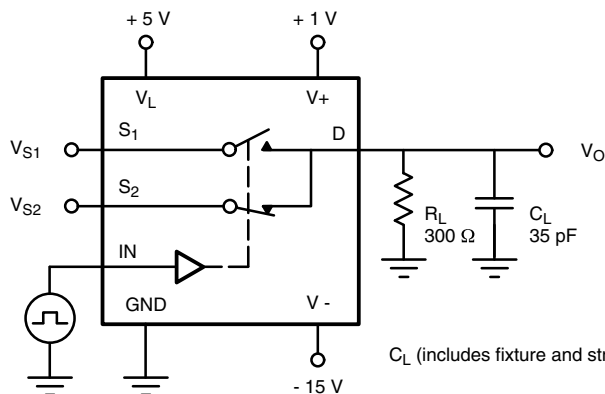 + 5 V
+ 1 V
V_L
V+
V_S1
S_1
D
V_O
V_S2
S_2
R_L
300 Ω
C_L
35 pF
IN
GND
V -
C_L (includes fixture and
- 15 V